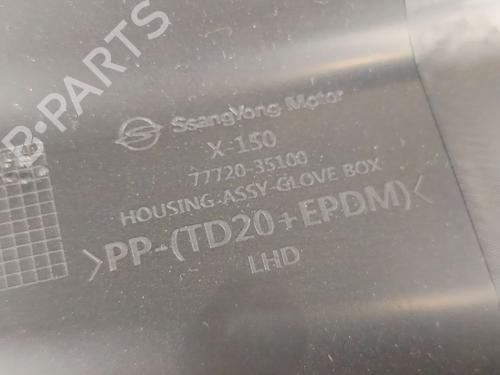 B-PARTS
SsangYong Motor
X-150
77720-35100
HOUSING-ASSY-GLOVE BOX
>PP-(TD20+EPDM)<
LHD